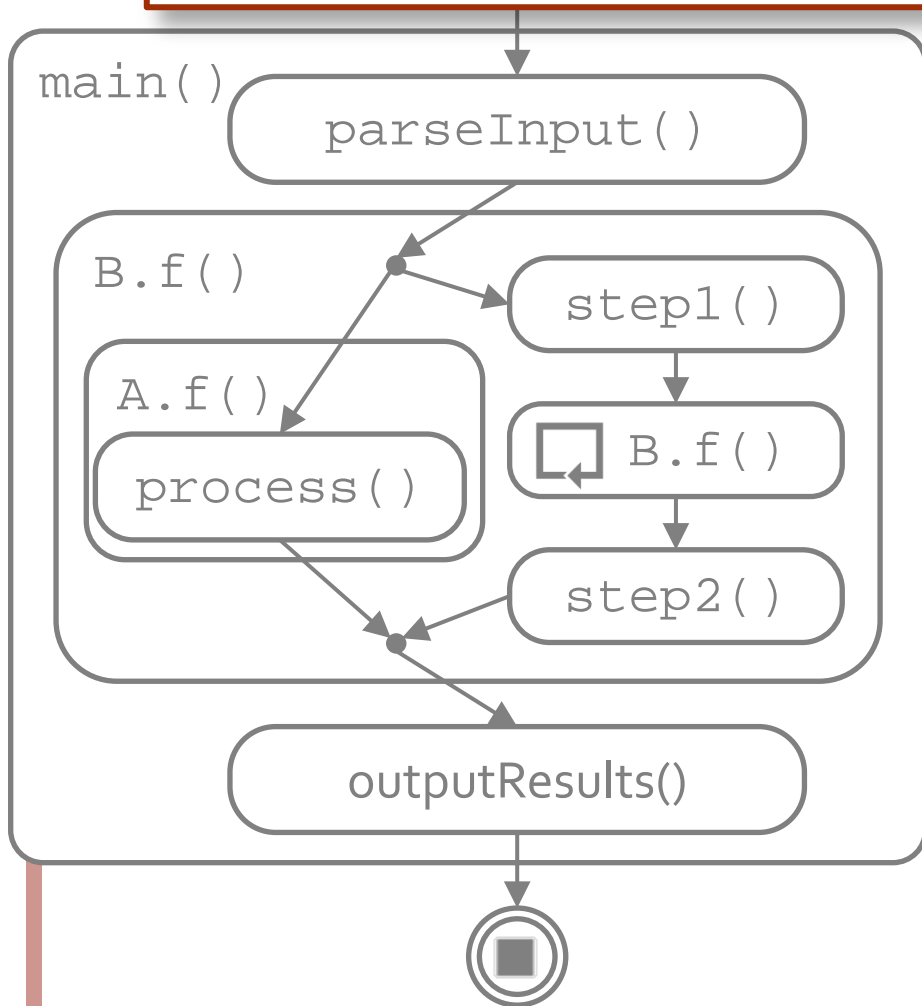 main()
parseInput()
B.f()
step1()
A.f()
B.f()
process()
step2()
outputResults()